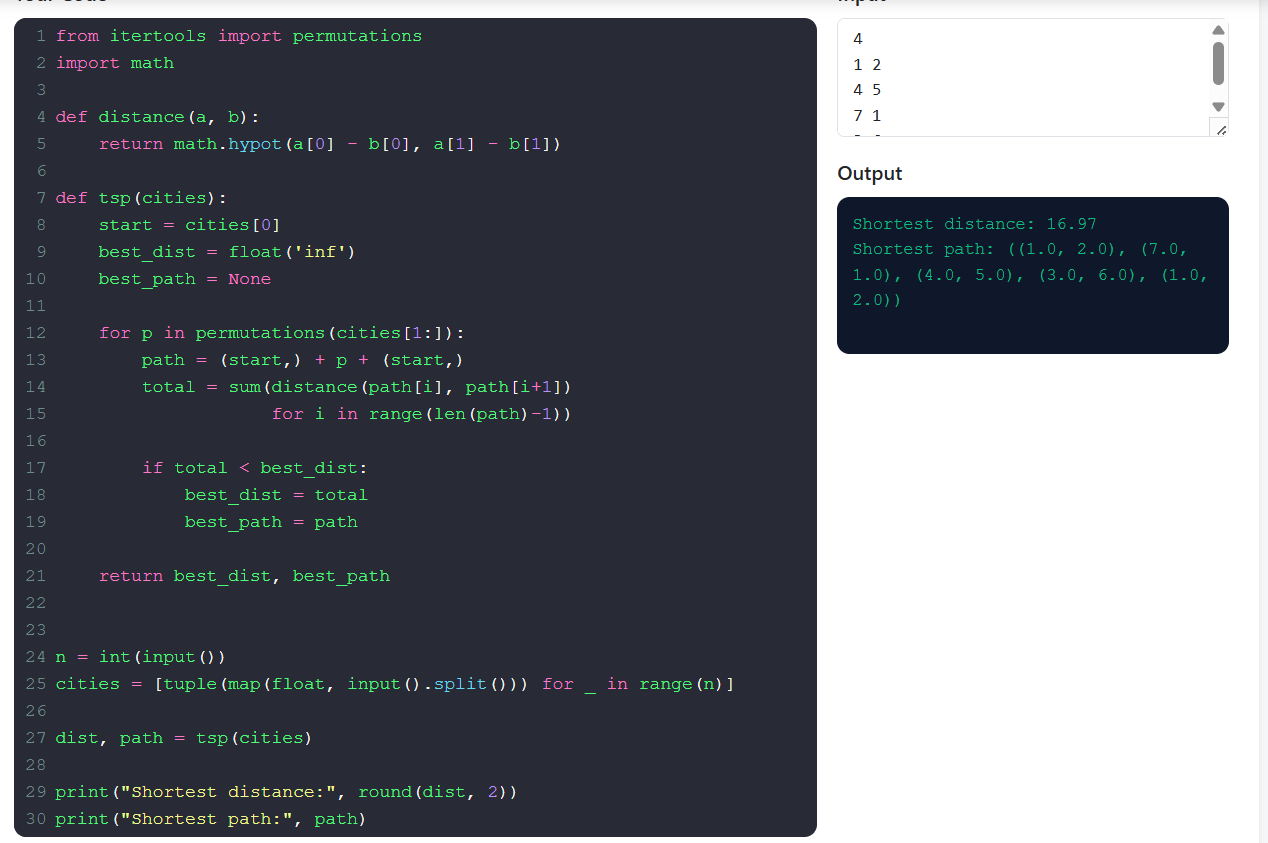 1 from itertools import permutations
2 import math
3
4 def distance(a, b):
5     return math.hypot(a[0] - b[0], a[1] - b[1])
6
7 def tsp(cities):
8     start = cities[0]
9     best_dist = float('inf')
10     best_path = None
11
12     for p in permutations(cities[1:]):
13         path = (start,) + p + (start,)
14         total = sum(distance(path[i], path[i+1])
15                     for i in range(len(path)-1))
16
17         if total < best_dist:
18             best_dist = total
19             best_path = path
20
21     return best_dist, best_path
22
23
24 n = int(input())
25 cities = [tuple(map(float, input().split())) for _ in range(n)]
26
27 dist, path = tsp(cities)
28
29 print("Shortest distance:", round(dist, 2))
30 print("Shortest path:", path)
4
1 2
4 5
7 1
Output
Shortest distance: 16.97
Shortest path: ((1.0, 2.0), (7.0,
1.0), (4.0, 5.0), (3.0, 6.0), (1.0,
2.0))